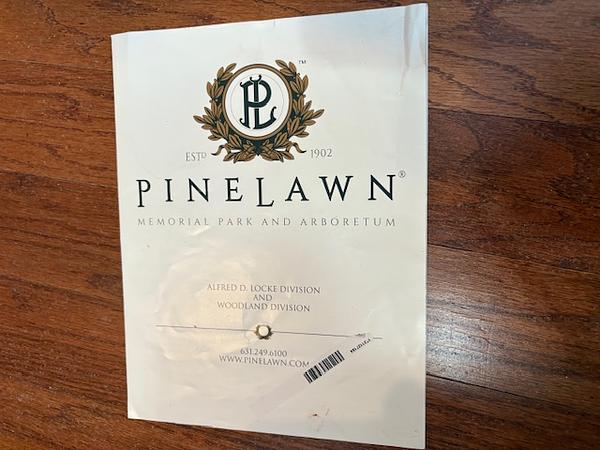 PL
TM
ESTD 1902
PINELAWN®
MEMORIAL PARK AND ARBORETUM
ALFRED D. LOCKE DIVISION
AND
WOODLAND DIVISION
631.249.6100
WWW.PINELAWN.COM